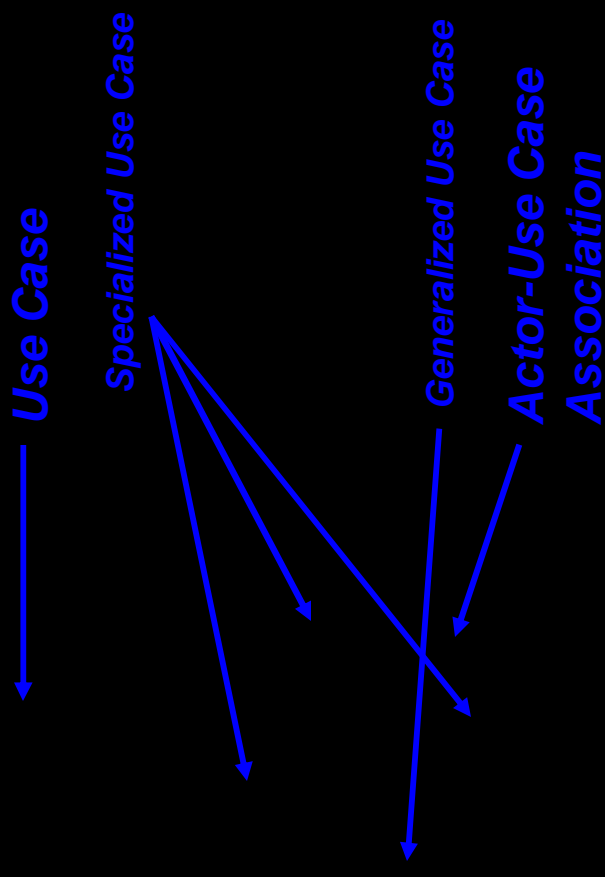 Use Case
Specialized Use Case
Generalized Use Case
Actor-Use Case
Association